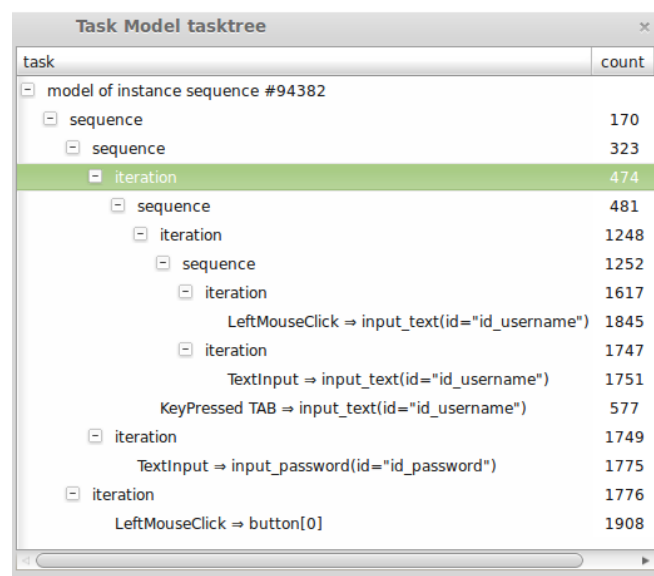 Task Model tasktree
task count
model of instance sequence #94382
sequence 170
sequence 323
iteration 474
sequence 481
iteration 1248
sequence 1252
iteration 1617
LeftMouseClick ⇒ input_text(id="id_username") 1845
iteration 1747
TextInput ⇒ input_text(id="id_username") 1751
KeyPressed TAB ⇒ input_text(id="id_username") 577
iteration 1749
TextInput ⇒ input_password(id="id_password") 1775
iteration 1776
LeftMouseClick ⇒ button[0] 1908